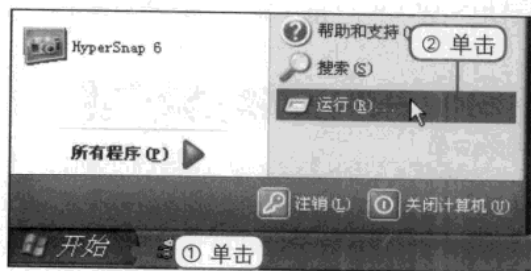 HyperSnap 6
帮助和支持
② 单击
搜索(S)
运行(R)...
所有程序(P)
注销(L)
关闭计算机(U)
开始
① 单击